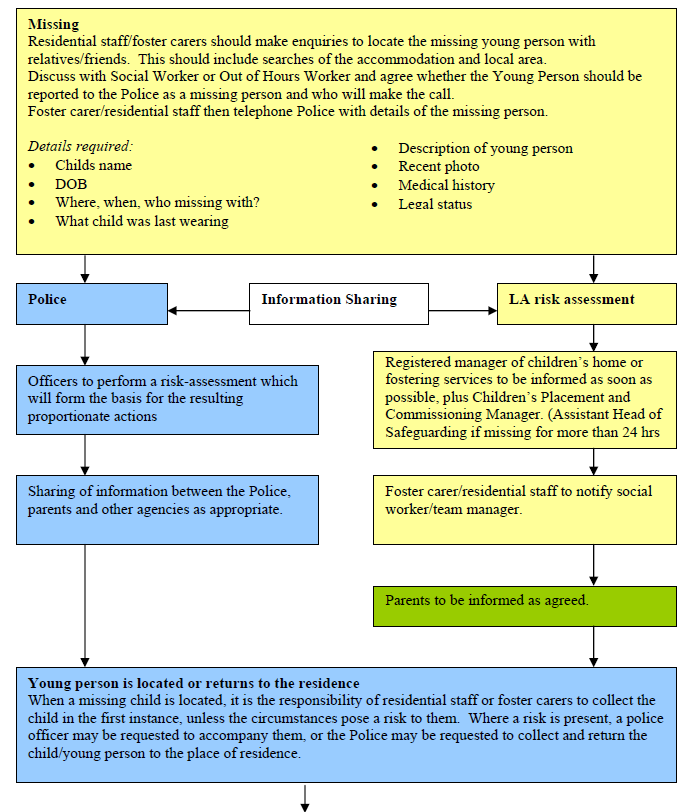 Missing
Residential staff/foster carers should make enquiries to locate the missing young person with
relatives/friends.  This should include searches of the accommodation and local area.
Discuss with Social Worker or Out of Hours Worker and agree whether the Young Person should be
reported to the Police as a missing person and who will make the call.
Foster carer/residential staff then telephone Police with details of the missing person.
Details required:
• Childs name
• DOB
• Where, when, who missing with?
• What child was last wearing
• Description of young person
• Recent photo
• Medical history
• Legal status
Police
Information Sharing
LA risk assessment
Officers to perform a risk-assessment which
will form the basis for the resulting
proportionate actions
Registered manager of children's home or
fostering services to be informed as soon as
possible, plus Children's Placement and
Commissioning Manager. (Assistant Head of
Safeguarding if missing for more than 24 hrs
Sharing of information between the Police,
parents and other agencies as appropriate.
Foster carer/residential staff to notify social
worker/team manager.
Parents to be informed as agreed.
Young person is located or returns to the residence
When a missing child is located, it is the responsibility of residential staff or foster carers to collect the
child in the first instance, unless the circumstances pose a risk to them.  Where a risk is present, a police
officer may be requested to accompany them, or the Police may be requested to collect and return the
child/young person to the place of residence.